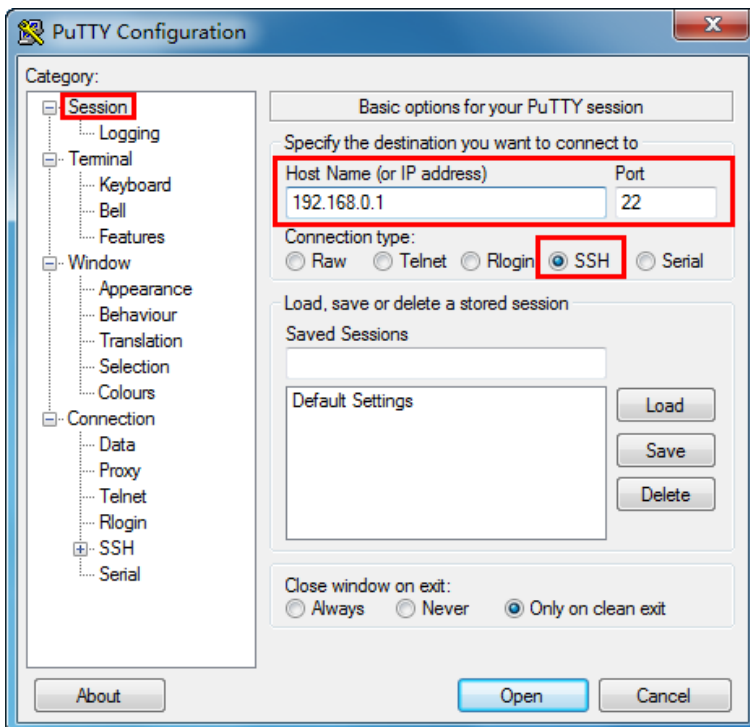 PuTTY Configuration
Category:
Session
Logging
Terminal
Keyboard
Bell
Features
Window
Appearance
Behaviour
Translation
Selection
Colours
Connection
Data
Proxy
Telnet
Rlogin
SSH
Serial
Basic options for your PuTTY session
Specify the destination you want to connect to
Host Name (or IP address) Port
192.168.0.1 22
Connection type:
Raw Telnet Rlogin SSH Serial
Load, save or delete a stored session
Saved Sessions
Default Settings
Load
Save
Delete
Close window on exit:
Always Never Only on clean exit
About Open Cancel